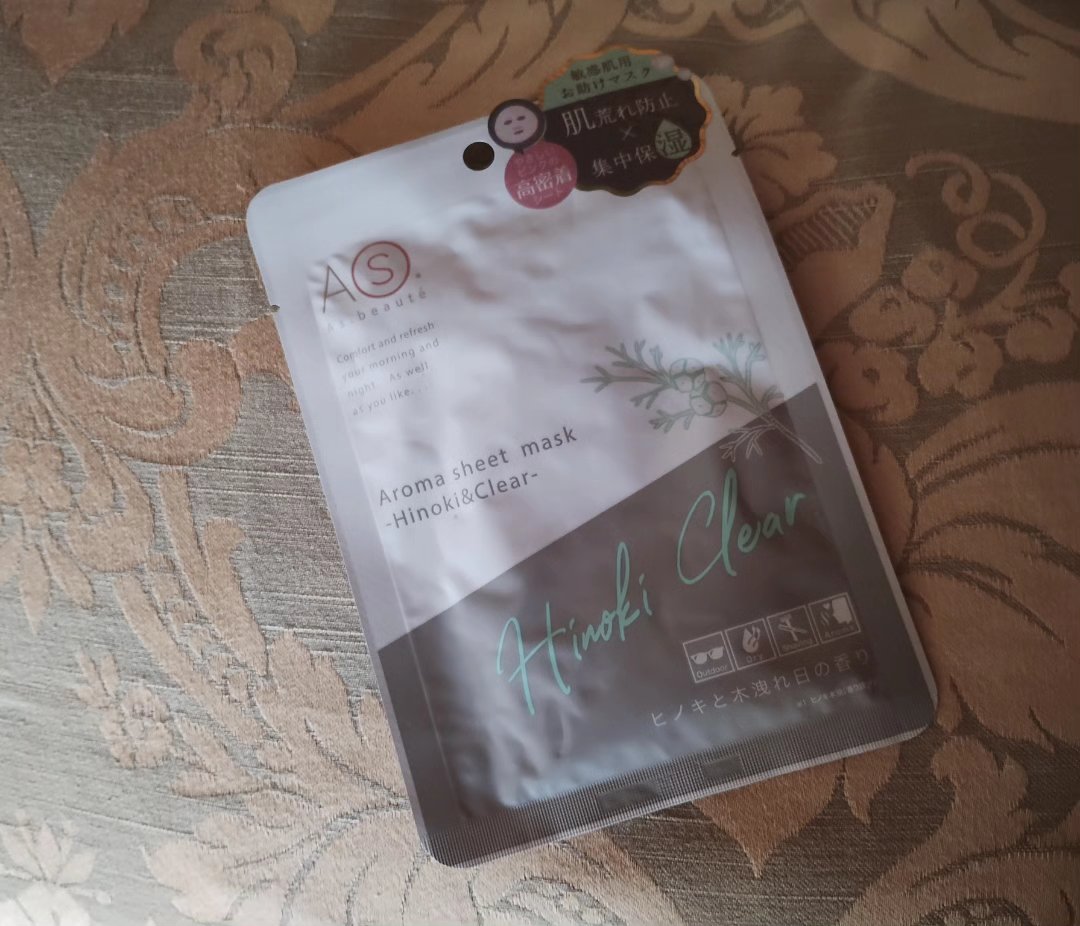 敏感肌用
お助けマスク
肌荒れ防止
×
集中保湿
高密着
As.
As.beauté
Comfort and refresh
your morning and
night. As well
as you like...
Aroma sheet mask
-Hinoki&Clear-
Hinoki Clear
Outdoor
Dry
Aroma
ヒノキと木洩れ日の香り